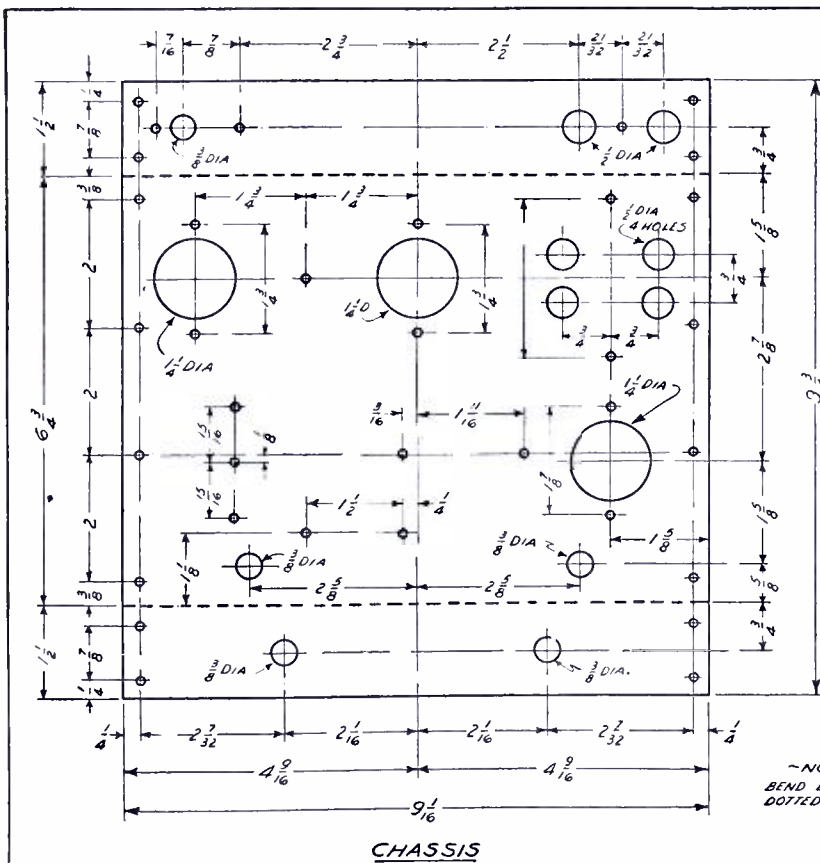 7/16 7/8 2 3/4 2 1/2 21/32 21/32
1/4
1 1/2
7/8
3/8 DIA
1/2 DIA
3/4
3/8
1 3/4 1 3/4
1/2 DIA
4 HOLES
1 5/8
2
1 3/4
1 3/4
3/4
1 1/4 D
1 1/4 DIA
3/4 3/4
2 7/8
9 3/4
6 3/4
2
1 1/4 DIA
15/16
1/8
1 11/16
15/16
1 7/8
2
1 1/2 1/4
1 5/8
1 5/8
1 1/8
3/8 DIA
3/8 DIA
3/8
2 5/8 2 5/8
5/8
1 1/2
7/8
3/8 DIA
3/8 DIA.
3/4
1/4
1/4 2 7/32 2 1/16 2 1/16 2 7/32 1/4
4 9/16 4 9/16
9 1/16
BEND
DOTTED
CHASSIS